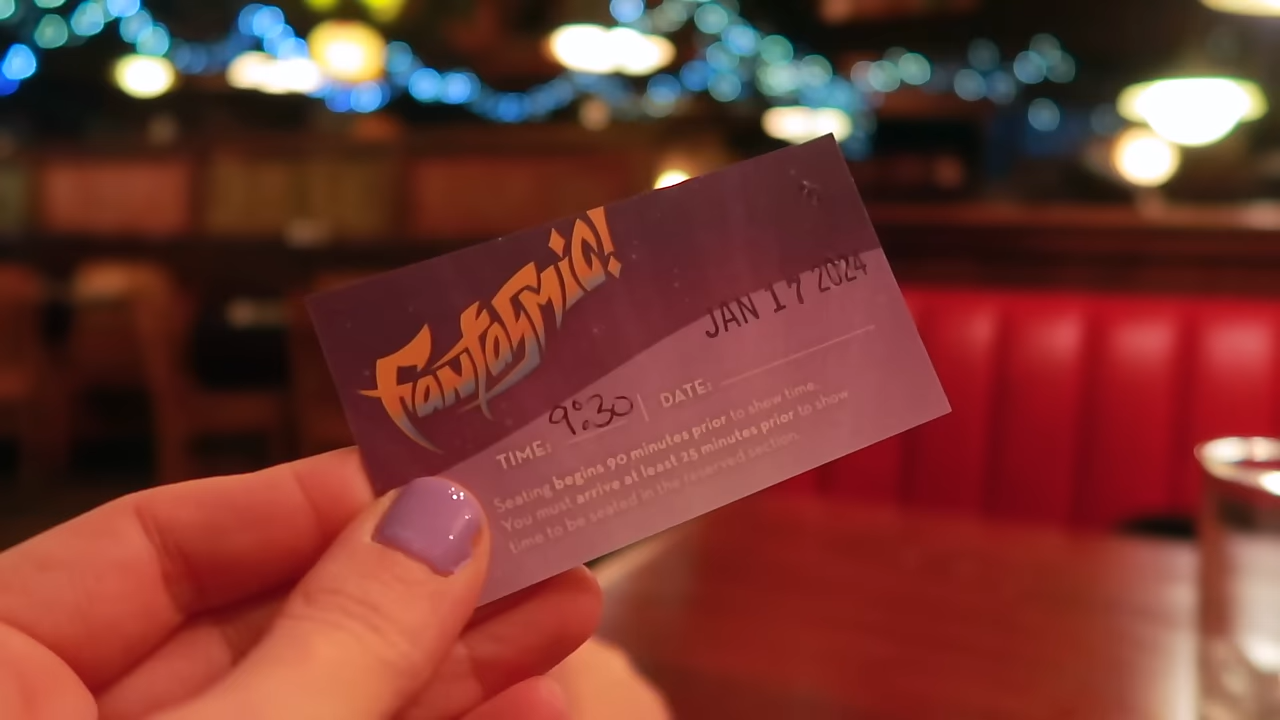 Fantasmic!
JAN 17 2024
TIME: 9:30 | DATE:
Seating begins 90 minutes prior to show time.
You must arrive at least 25 minutes prior to show
time to be seated in the reserved section.